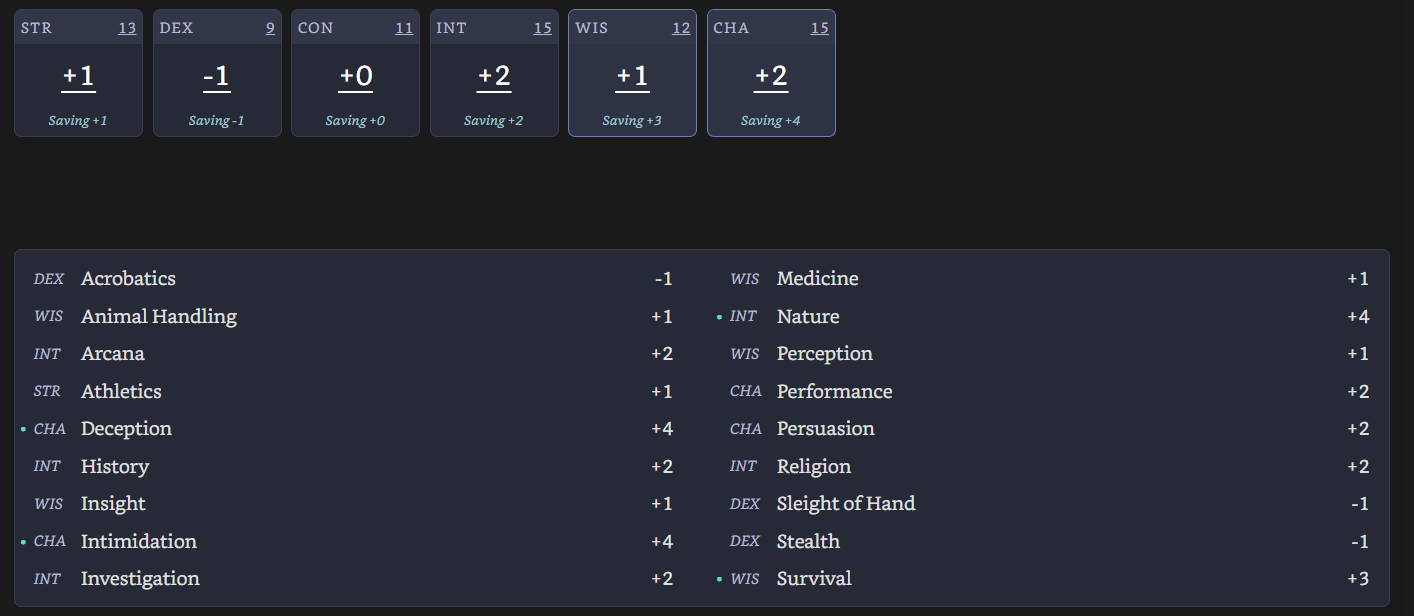 STR 13 DEX 9 CON 11 INT 15 WIS 12 CHA 15
+1 -1 +0 +2 +1 +2
Saving +1 Saving -1 Saving +0 Saving +2 Saving +3 Saving +4
DEX Acrobatics -1
WIS Animal Handling +1
INT Arcana +2
STR Athletics +1
• CHA Deception +4
INT History +2
WIS Insight +1
• CHA Intimidation +4
INT Investigation +2
WIS Medicine +1
• INT Nature +4
WIS Perception +1
CHA Performance +2
CHA Persuasion +2
INT Religion +2
DEX Sleight of Hand -1
DEX Stealth -1
• WIS Survival +3